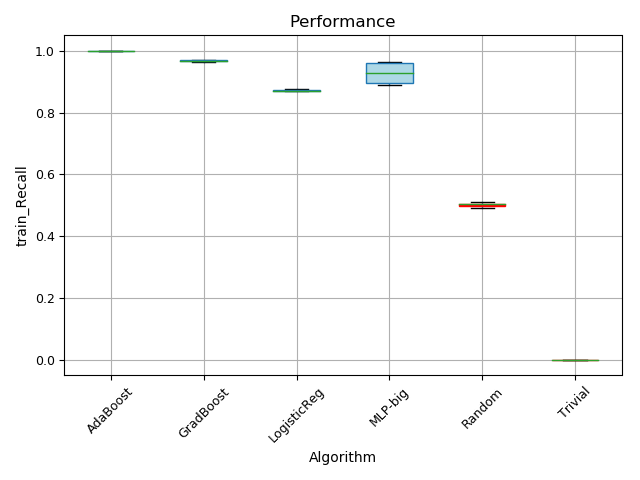 Performance
train_Recall
1.0
0.8
0.6
0.4
0.2
0.0
AdaBoost
GradBoost
LogisticReg
MLP-big
Random
Trivial
Algorithm